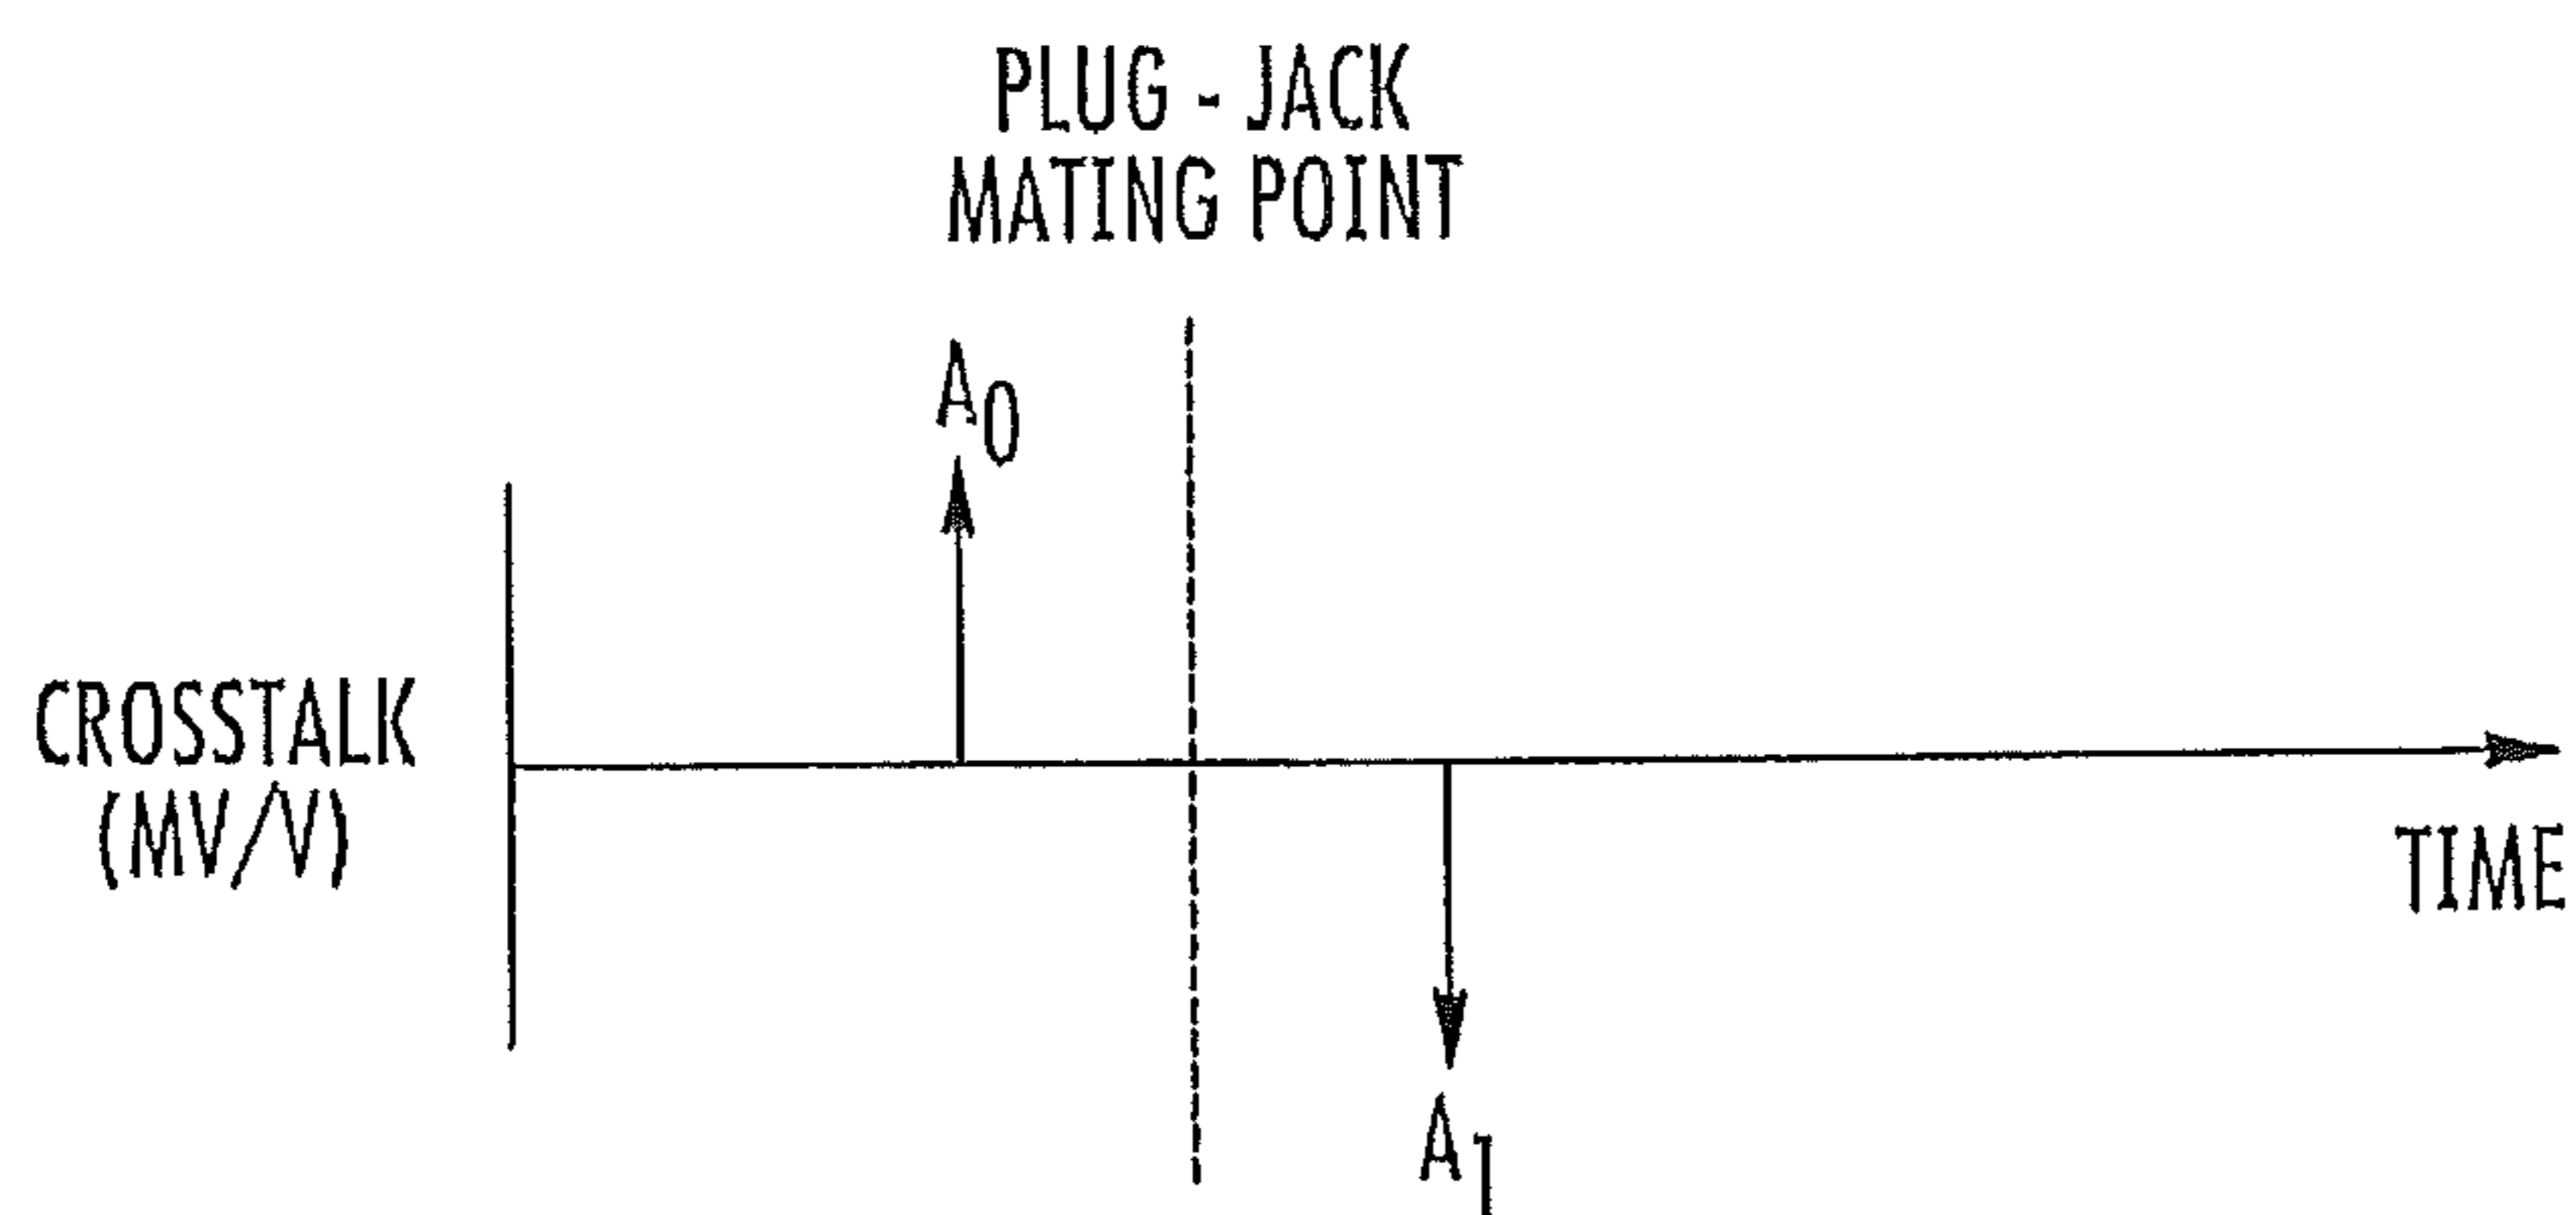 PLUG - JACK
MATING POINT
A0
CROSSTALK
(MV/V)
TIME
A1